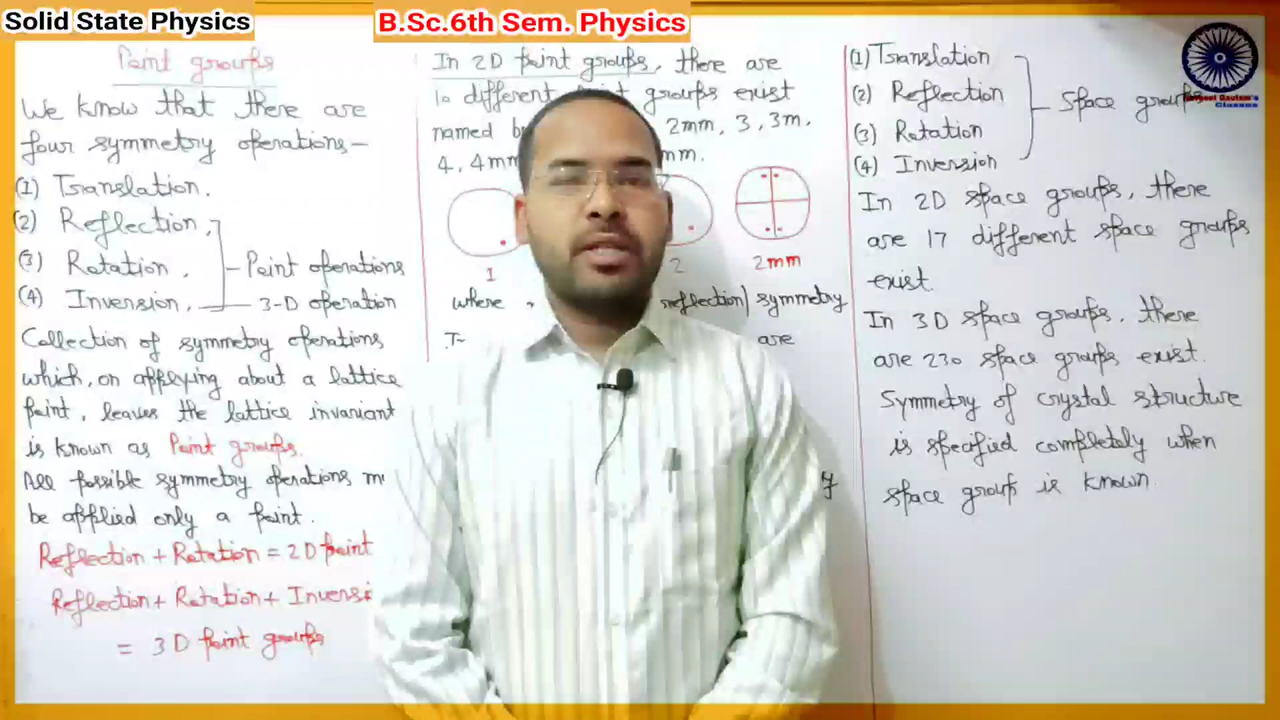 Solid State Physics
B.Sc.6th Sem. Physics
Point groups
We know that there are
four symmetry operations-
(1) Translation.
(2) Reflection,
(3) Rotation,
- Point operations
(4) Inversion,
3-D operation
Collection of symmetry operations
which, on applying about a lattice
point, leaves the lattice invariant
is known as Point groups.
All possible symmetry operations
be applied only a point.
Reflection + Rotation = 2D point
Reflection + Rotation +
= 3D point groups
In 2D point groups, there are
10 different groups exist
named 2mm, 3, 3m,
4, 4mm mm.
1
2
2mm
where reflection/symmetry
are
(1) Translation
(2) Reflection
(3) Rotation
(4) Inversion
Space groups
In 2D space groups, there
are 17 different space groups
exist.
In 3D space groups, there
are 230 space groups exist.
Symmetry of crystal structure
is specified completely when
space group is known.